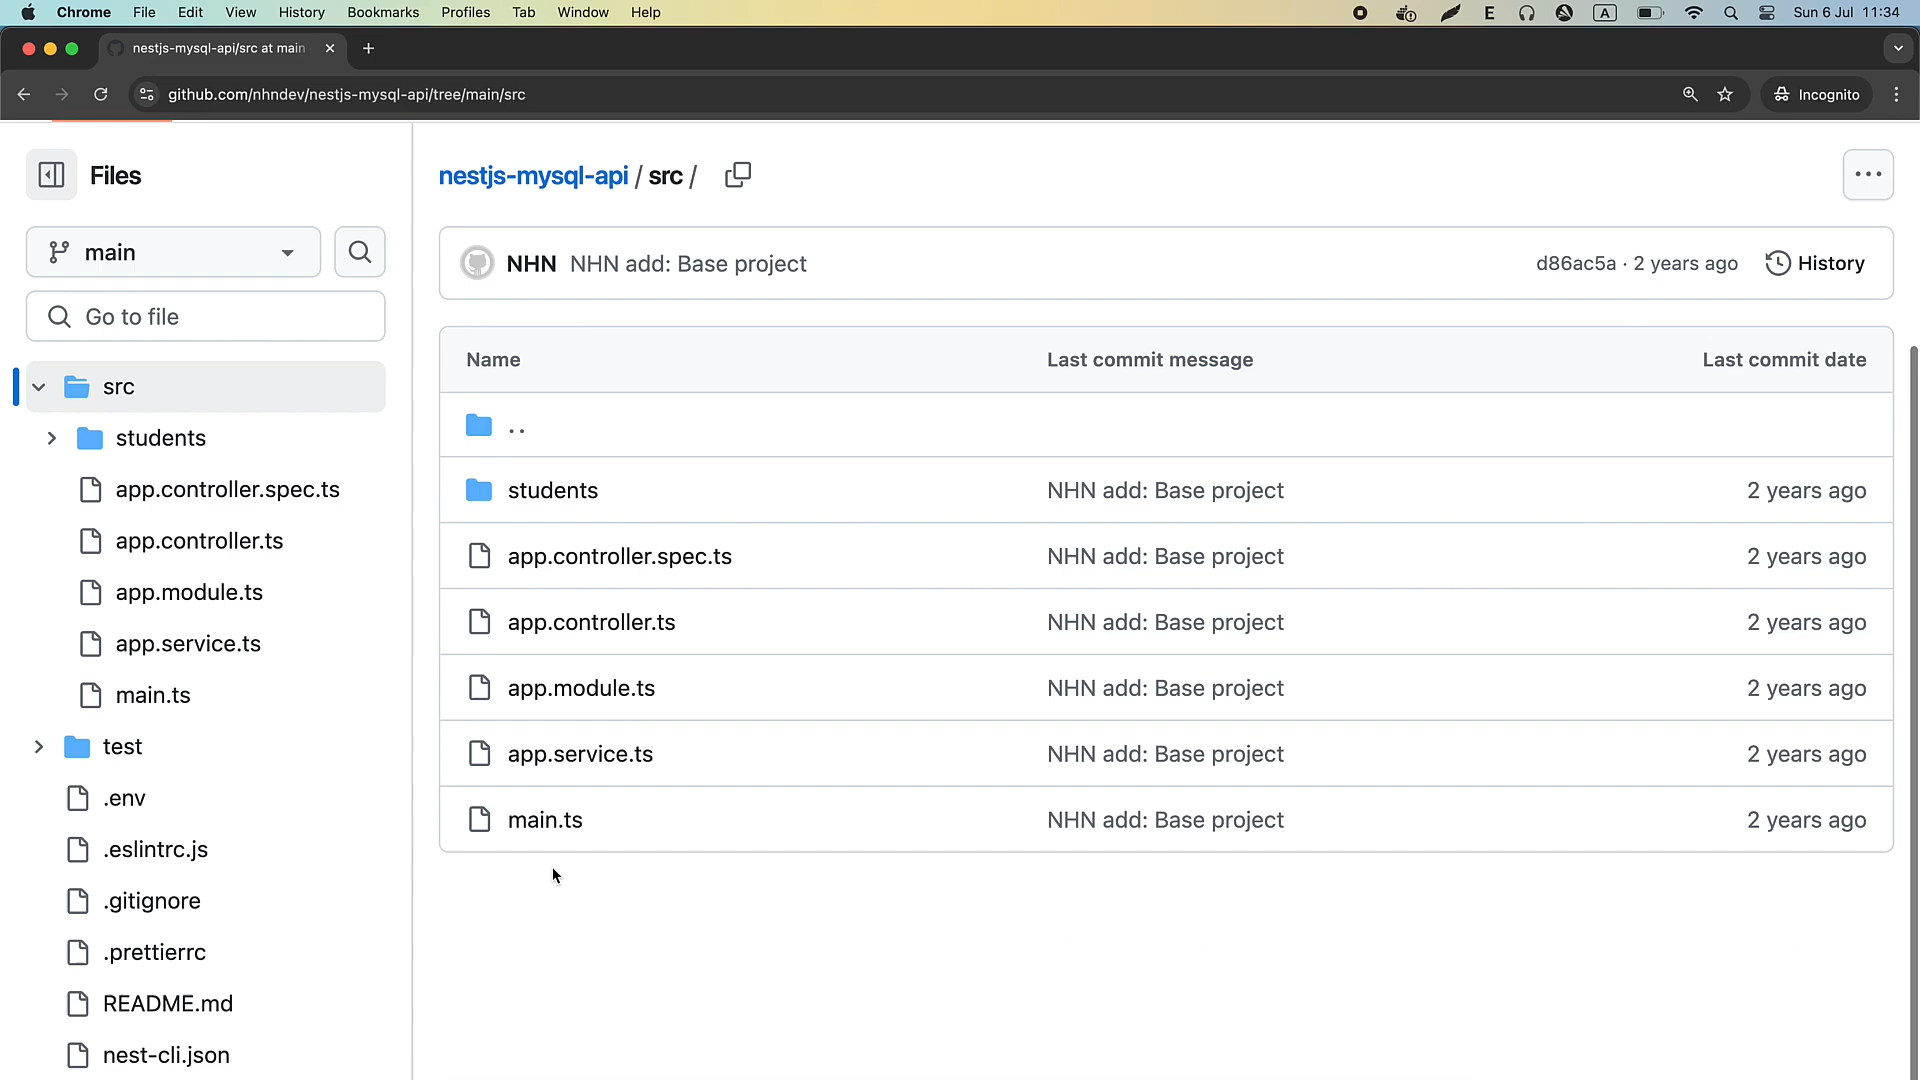 Chrome File Edit View History Bookmarks Profiles Tab Window Help E A Sun 6 Jul 11:34
nestjs-mysql-api/src at main
github.com/nhndev/nestjs-mysql-api/tree/main/src Incognito
Files
main
Go to file
src
students
app.controller.spec.ts
app.controller.ts
app.module.ts
app.service.ts
main.ts
test
.env
.eslintrc.js
.gitignore
.prettierrc
README.md
nest-cli.json
nestjs-mysql-api / src /
NHN NHN add: Base project d86ac5a · 2 years ago History
Name Last commit message Last commit date
..
students NHN add: Base project 2 years ago
app.controller.spec.ts NHN add: Base project 2 years ago
app.controller.ts NHN add: Base project 2 years ago
app.module.ts NHN add: Base project 2 years ago
app.service.ts NHN add: Base project 2 years ago
main.ts NHN add: Base project 2 years ago